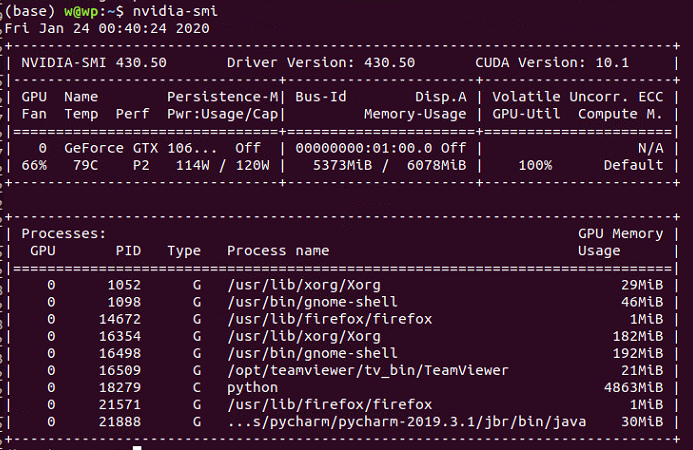 (base) w@wp:~$ nvidia-smi
Fri Jan 24 00:40:24 2020
+-----------------------------------------------------------------------------+
| NVIDIA-SMI 430.50       Driver Version: 430.50       CUDA Version: 10.1     |
|-------------------------------+----------------------+----------------------+
| GPU  Name        Persistence-M| Bus-Id        Disp.A | Volatile Uncorr. ECC |
| Fan  Temp  Perf  Pwr:Usage/Cap|         Memory-Usage | GPU-Util  Compute M. |
|===============================+======================+======================|
|   0  GeForce GTX 106...  Off  | 00000000:01:00.0 Off |                  N/A |
| 66%   79C    P2   114W / 120W |   5373MiB /  6078MiB |    100%      Default |
+-------------------------------+----------------------+----------------------+
+-----------------------------------------------------------------------------+
| Processes:                                                       GPU Memory |
|  GPU       PID   Type   Process name                             Usage      |
|=============================================================================|
|    0      1052      G   /usr/lib/xorg/Xorg                            29MiB |
|    0      1098      G   /usr/bin/gnome-shell                          46MiB |
|    0     14672      G   /usr/lib/firefox/firefox                       1MiB |
|    0     16354      G   /usr/lib/xorg/Xorg                           182MiB |
|    0     16498      G   /usr/bin/gnome-shell                         192MiB |
|    0     16509      G   /opt/teamviewer/tv_bin/TeamViewer             21MiB |
|    0     18279      C   python                                      4863MiB |
|    0     21571      G   /usr/lib/firefox/firefox                       1MiB |
|    0     21888      G   ...s/pycharm/pycharm-2019.3.1/jbr/bin/java    30MiB |
+-----------------------------------------------------------------------------+